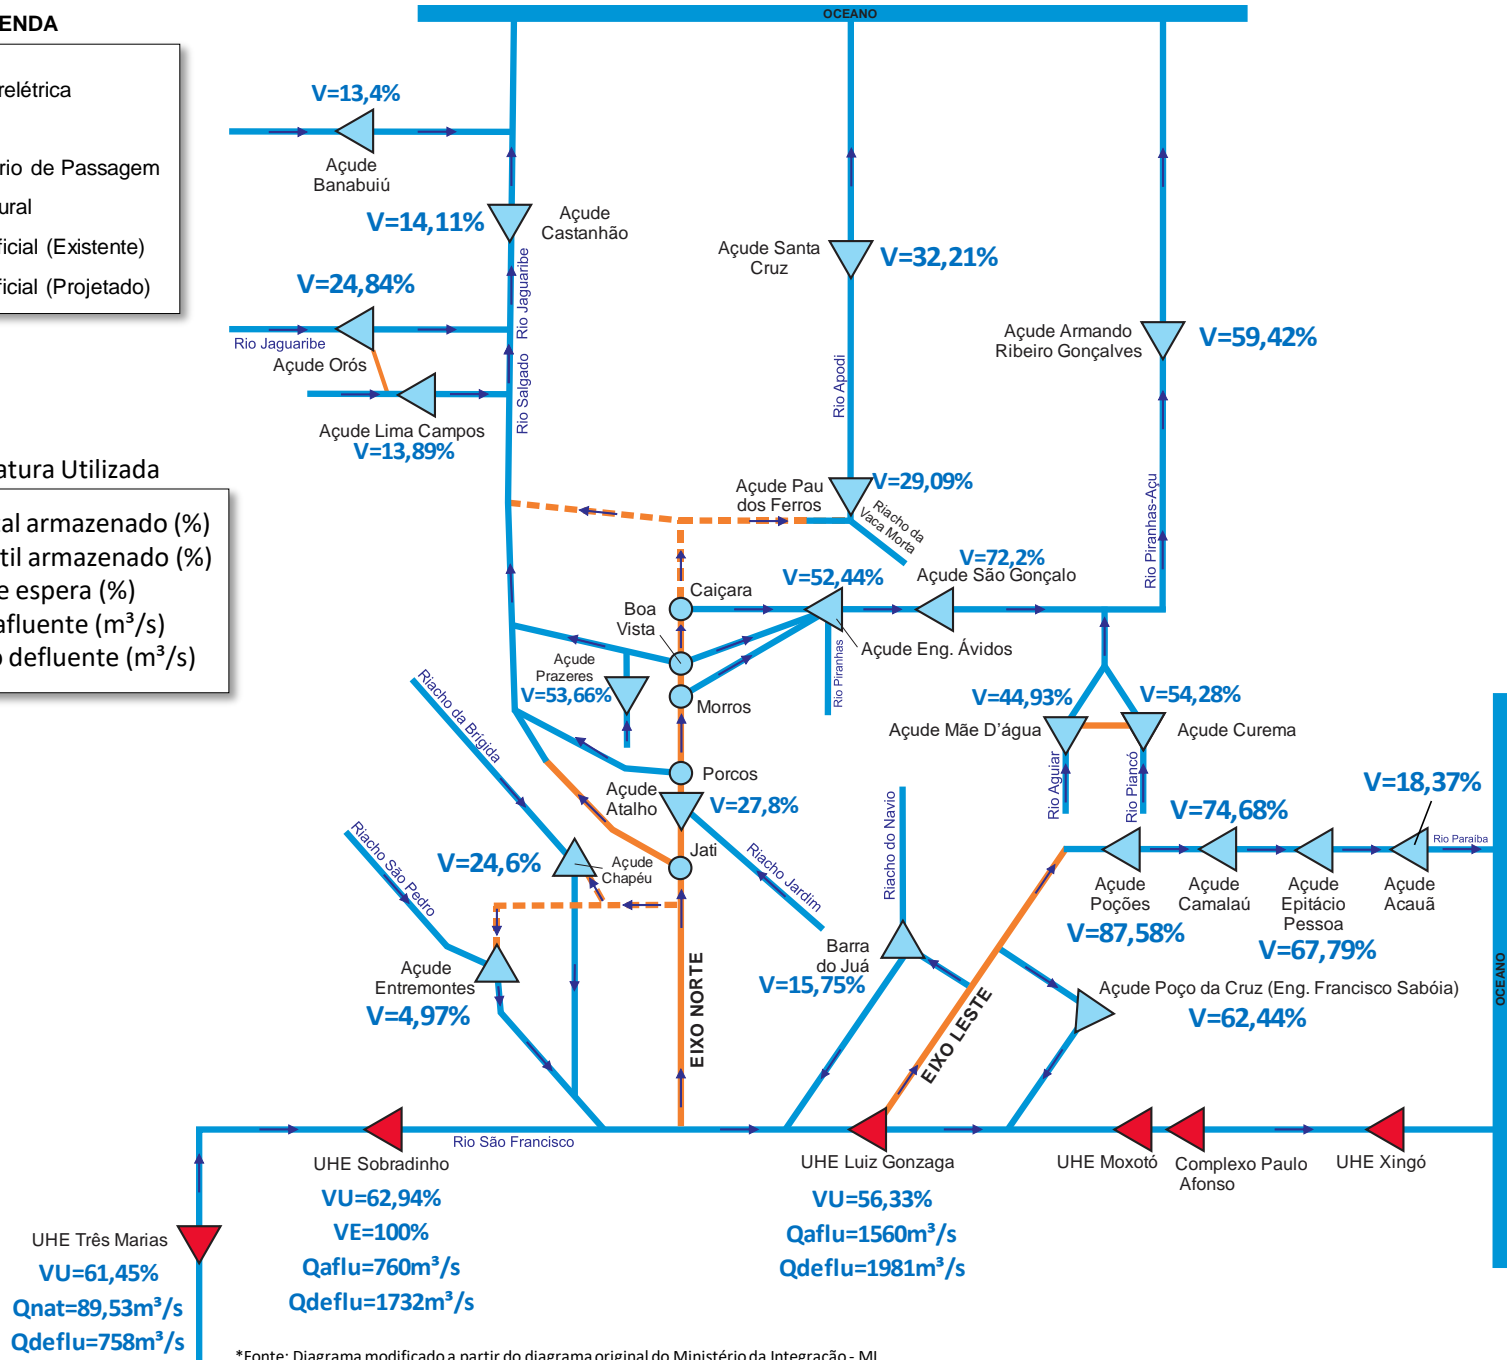 OCEANO
ENDA
relétrica
rio de Passagem
ural
ficial (Existente)
ficial (Projetado)
V=13,4%
Açude
Banabuiú
V=14,11%
Açude
Castanhão
V=24,84%
Rio Jaguaribe
Açude Orós
Rio Jaguaribe
Rio Salgado
Açude Lima Campos
V=13,89%
Açude Santa
Cruz
V=32,21%
Rio Apodi
Açude Armando
Ribeiro Gonçalves
V=59,42%
Rio Piranhas-Açu
atura Utilizada
tal armazenado (%)
til armazenado (%)
e espera (%)
afluente (m³/s)
o defluente (m³/s)
Açude Pau
dos Ferros
V=29,09%
Riacho da
Vaca Morta
V=72,2%
Açude São Gonçalo
V=52,44%
Caiçara
Boa
Vista
Açude Eng. Ávidos
Rio Piranhas
Açude
Prazeres
V=53,66%
Morros
Riacho da Brígida
Porcos
Açude
Atalho
V=27,8%
V=44,93%
Açude Mãe D'água
V=54,28%
Açude Curema
Rio Aguiar
Rio Piancó
V=18,37%
V=74,68%
Rio Paraíba
Riacho São Pedro
V=24,6%
Açude
Chapéu
Jati
Riacho Jardim
Riacho do Navio
Açude
Poções
V=87,58%
Açude
Camalaú
Açude
Epitácio
Pessoa
V=67,79%
Açude
Acauã
Açude
Entremontes
V=4,97%
EIXO NORTE
Barra
do Juá
V=15,75%
EIXO LESTE
Açude Poço da Cruz (Eng. Francisco Sabóia)
V=62,44%
OCEANO
Rio São Francisco
UHE Sobradinho
VU=62,94%
VE=100%
Qaflu=760m³/s
Qdeflu=1732m³/s
UHE Luiz Gonzaga
VU=56,33%
Qaflu=1560m³/s
Qdeflu=1981m³/s
UHE Moxotó
Complexo Paulo
Afonso
UHE Xingó
UHE Três Marias
VU=61,45%
Qnat=89,53m³/s
Qdeflu=758m³/s
*Fonte: Diagrama modificado a partir do diagrama original do Ministério da Integração - MI